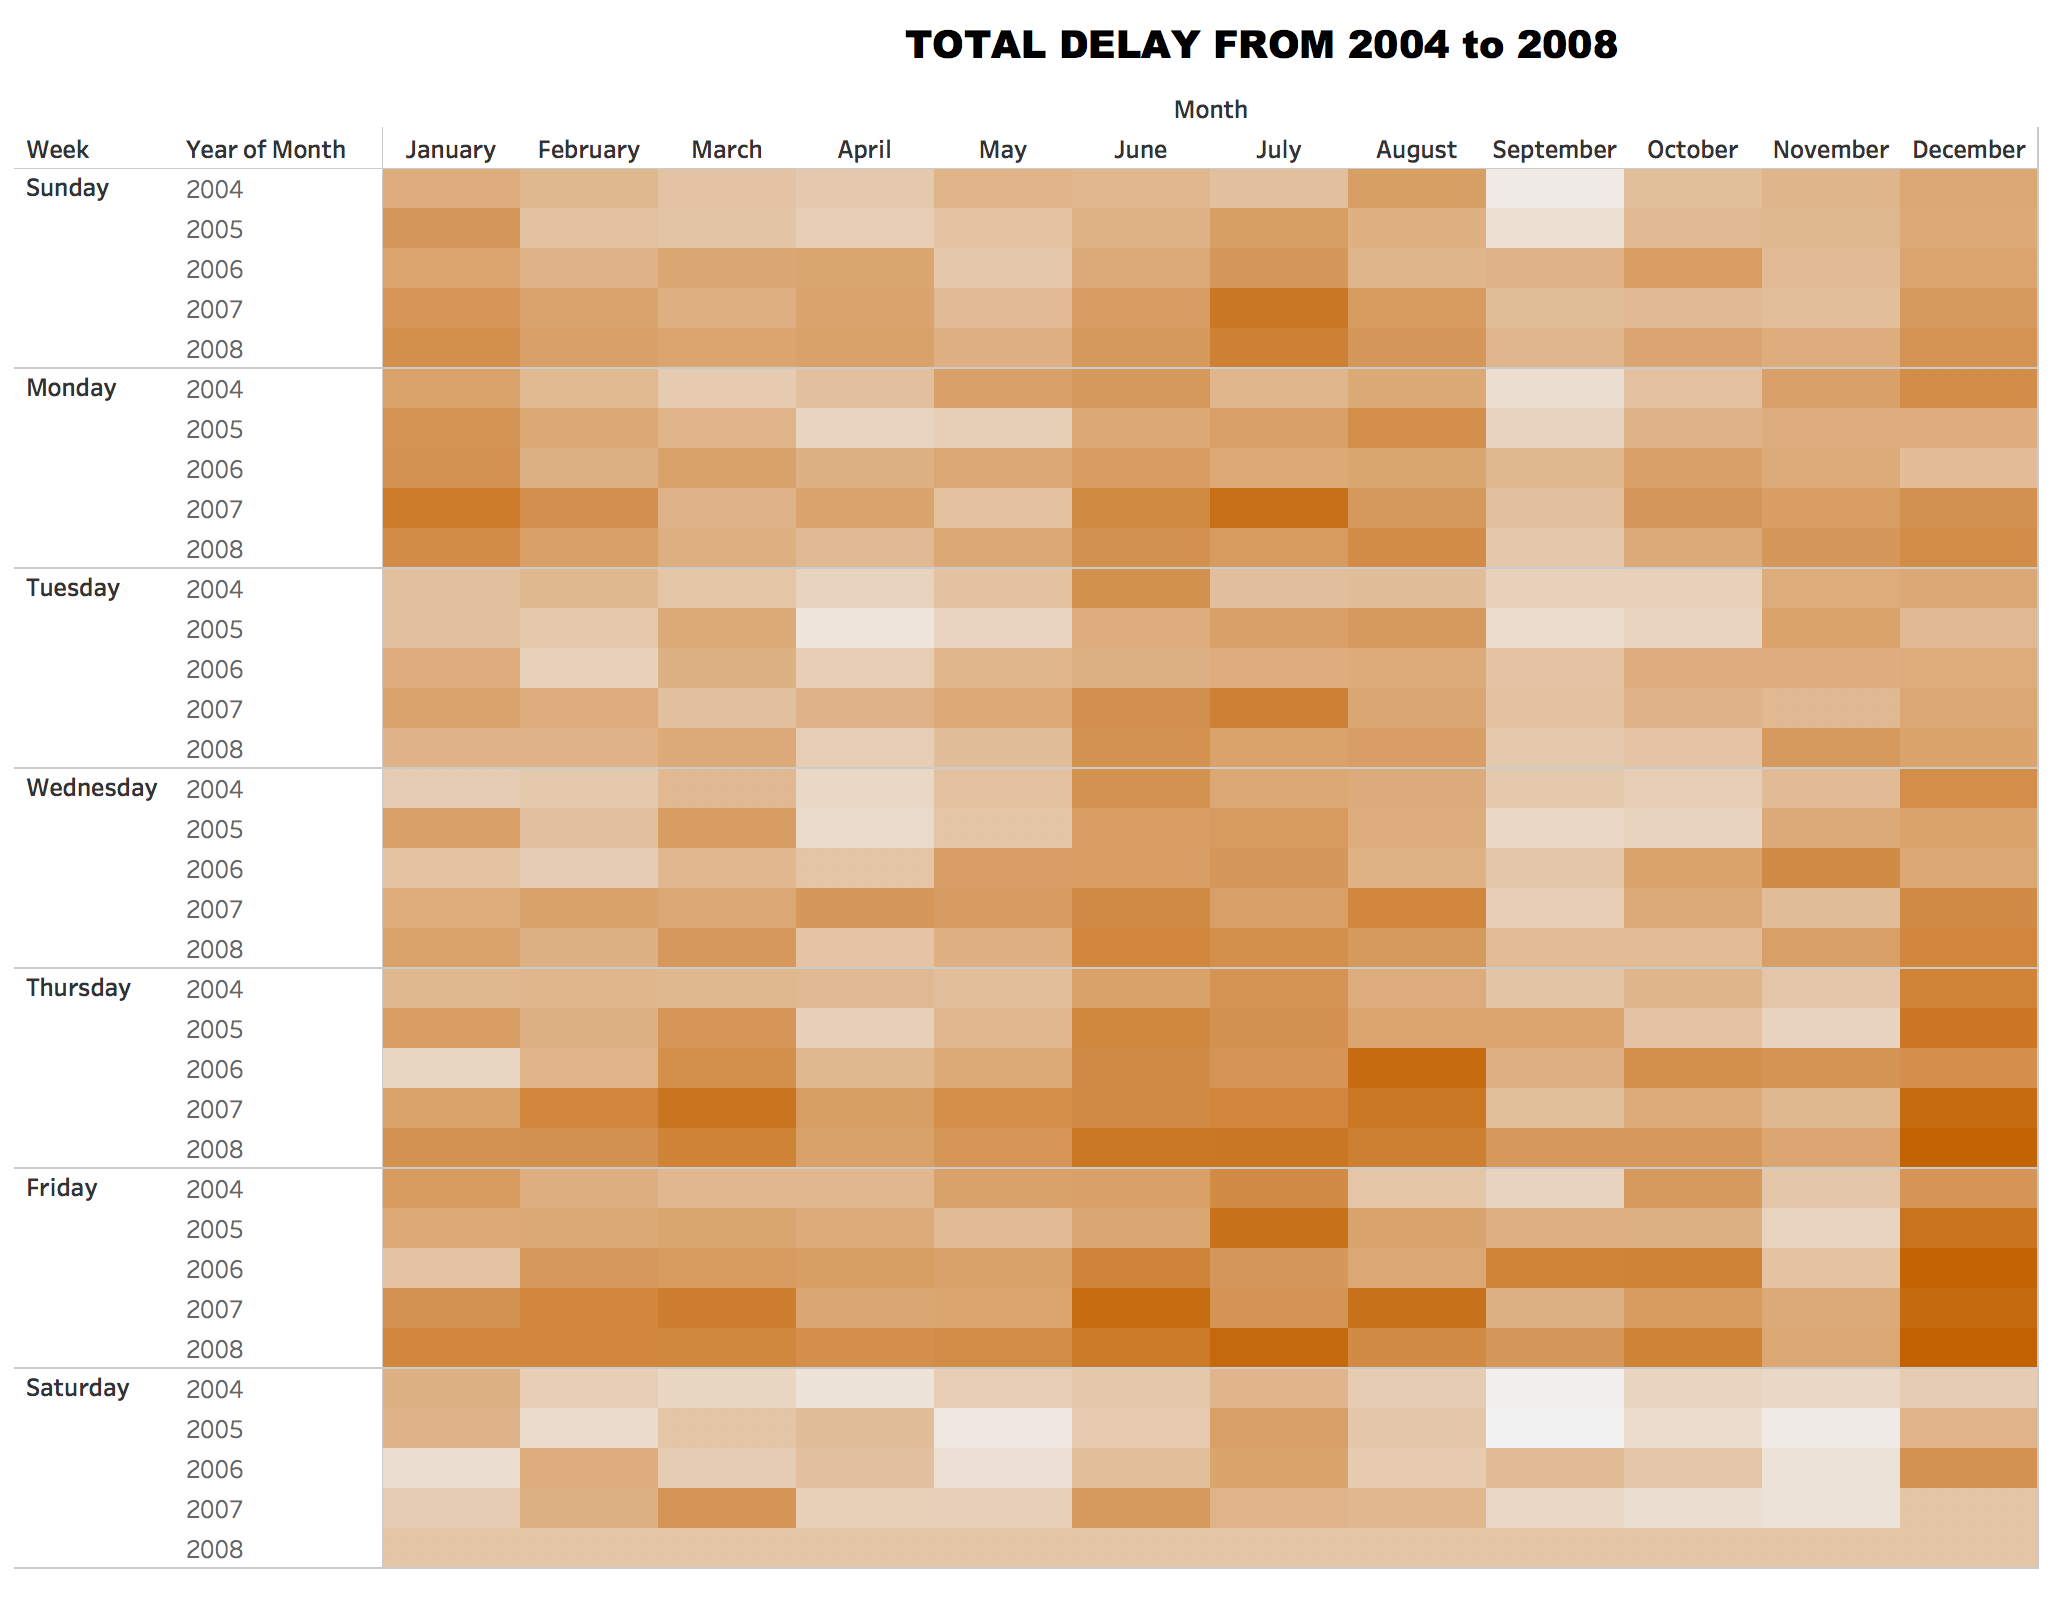 TOTAL DELAY FROM 2004 to 2008
Month
Week Year of Month January February March April May June July August September October November December
Sunday 2004
2005
2006
2007
2008
Monday 2004
2005
2006
2007
2008
Tuesday 2004
2005
2006
2007
2008
Wednesday 2004
2005
2006
2007
2008
Thursday 2004
2005
2006
2007
2008
Friday 2004
2005
2006
2007
2008
Saturday 2004
2005
2006
2007
2008